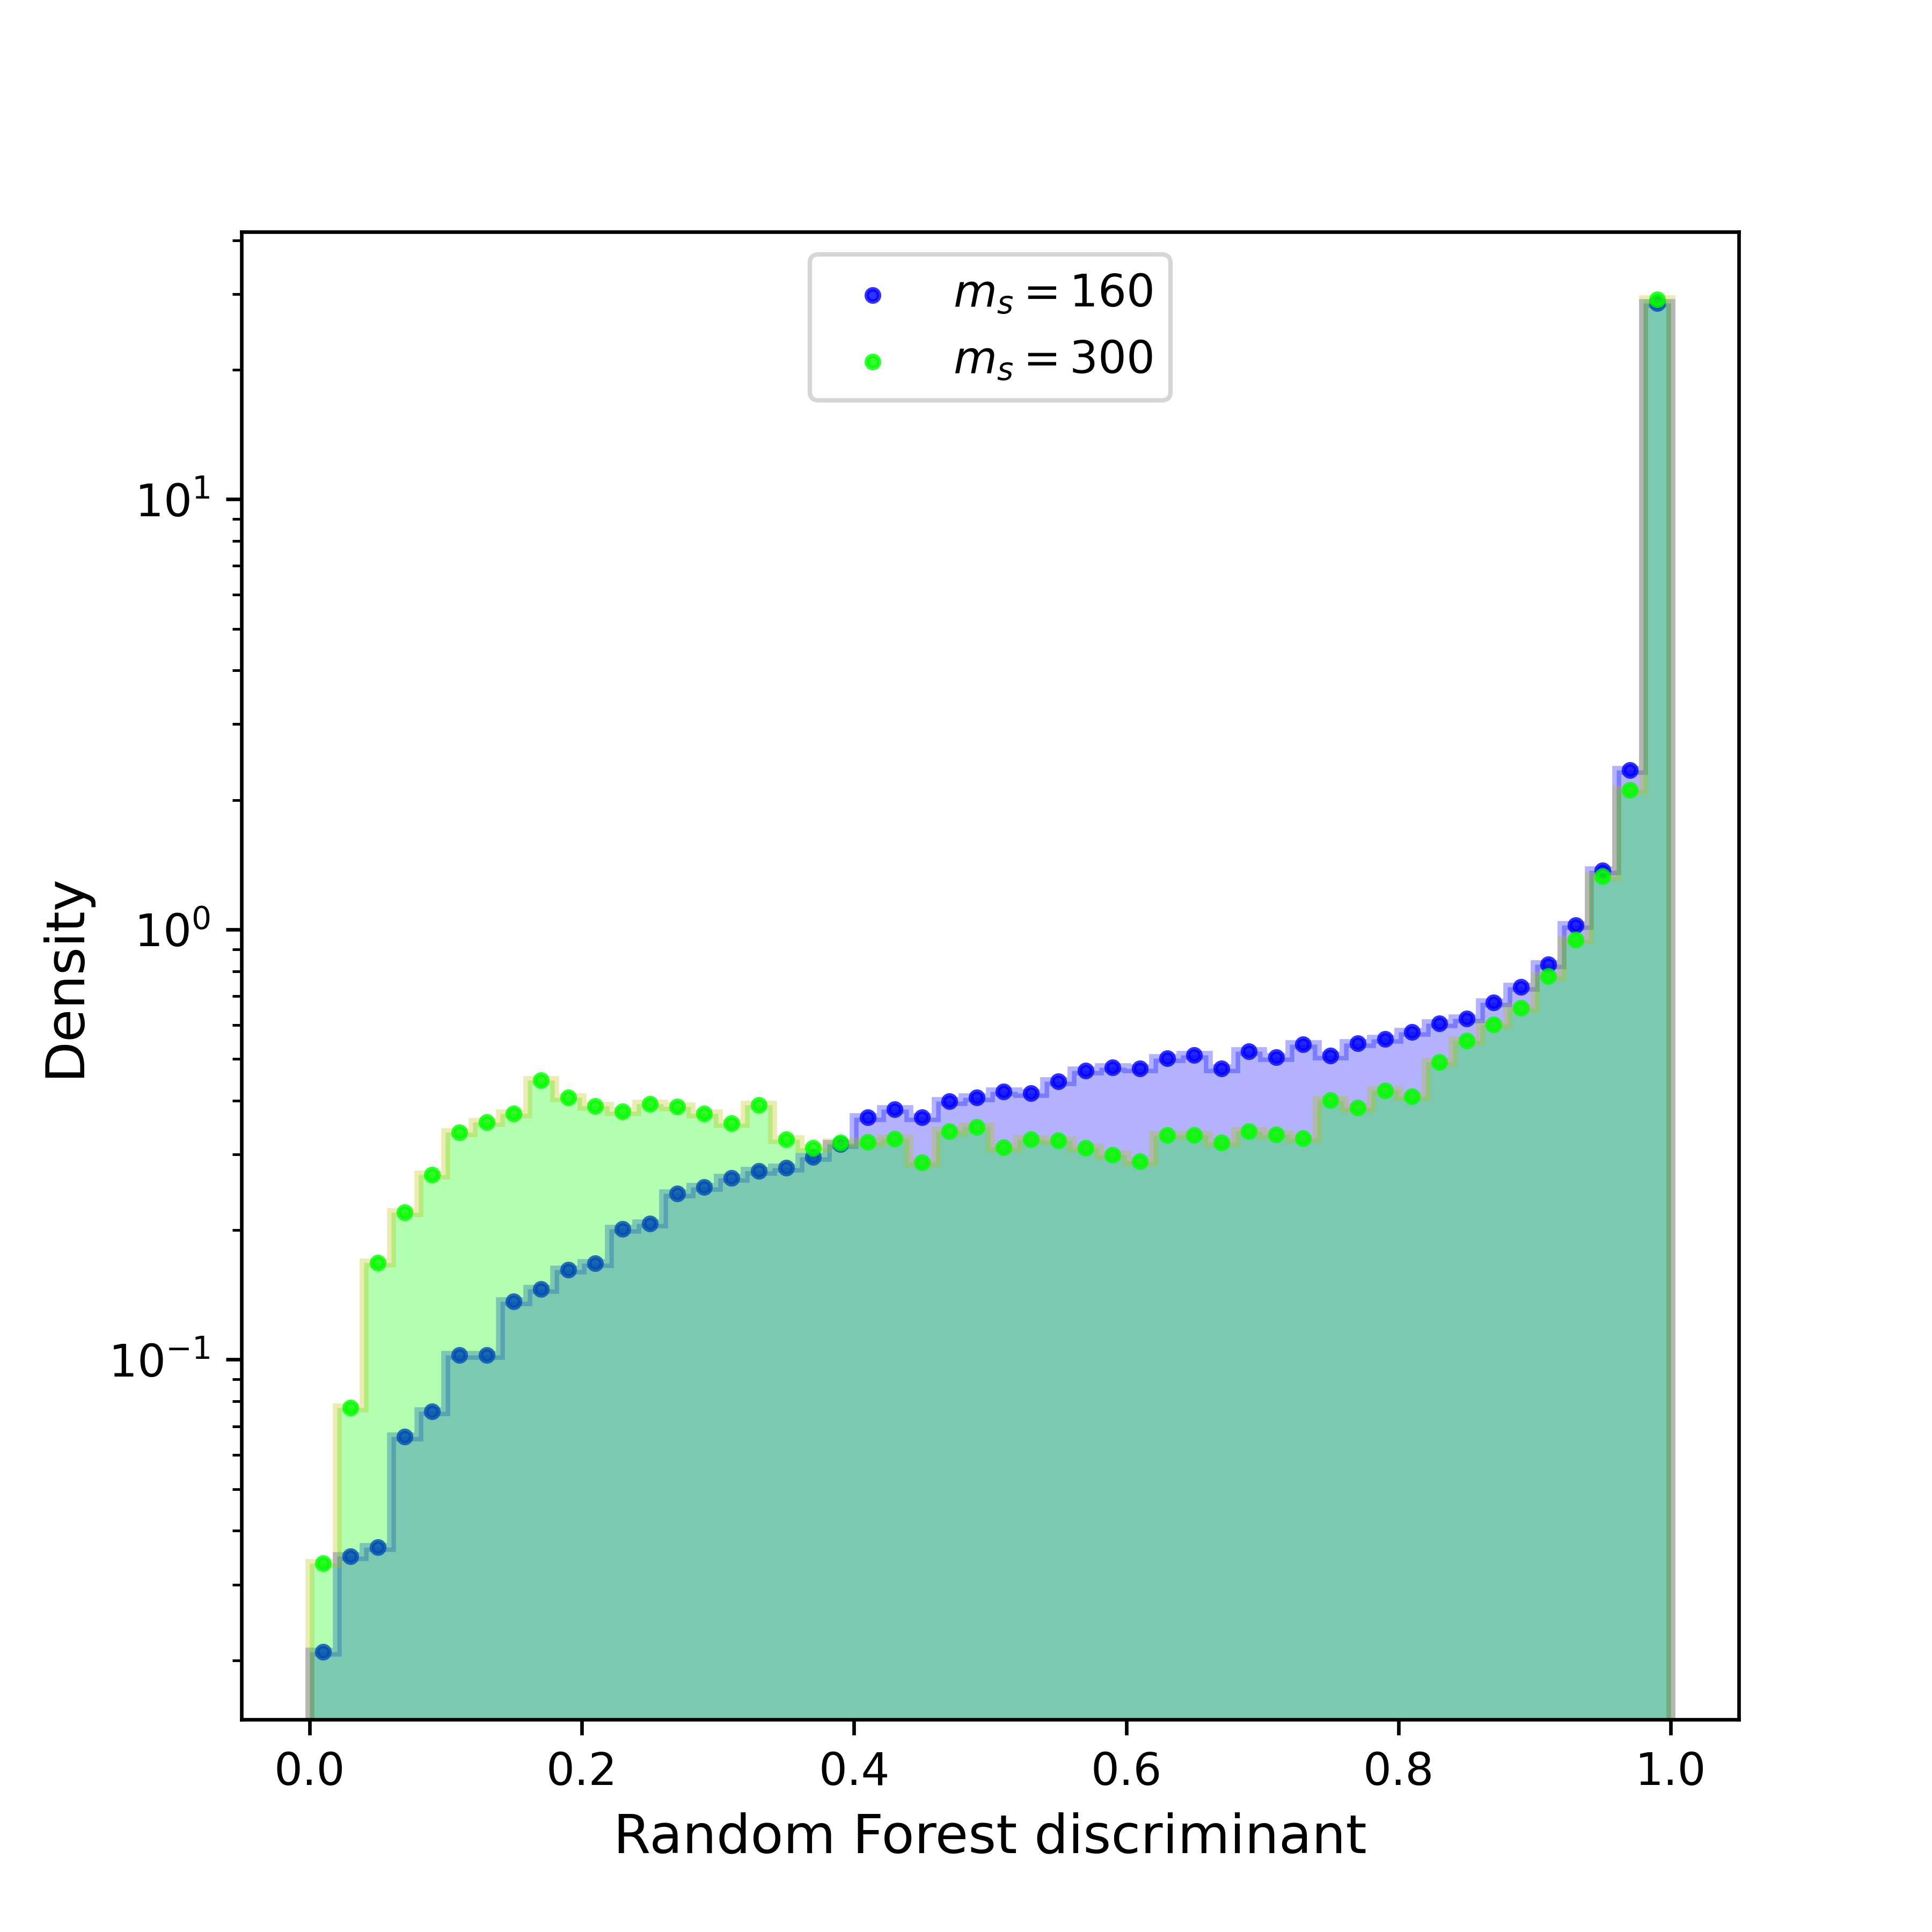 m_s = 160
m_s = 300
10^1
10^0
10^−1
Density
0.0 0.2 0.4 0.6 0.8 1.0
Random Forest discriminant